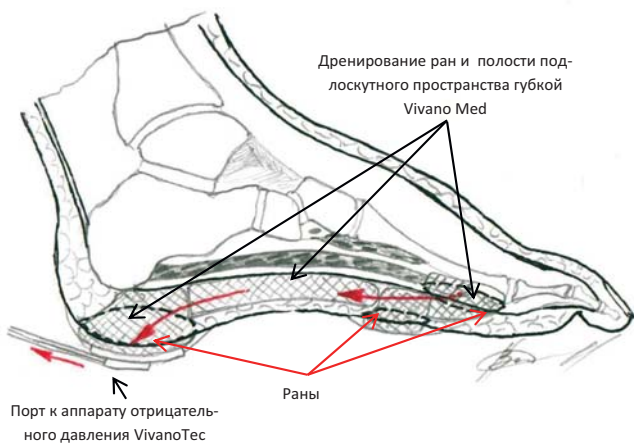 Дренирование ран и полости под-
лоскутного пространства губкой
Vivano Med
Раны
Порт к аппарату отрицатель-
ного давления VivanoTec